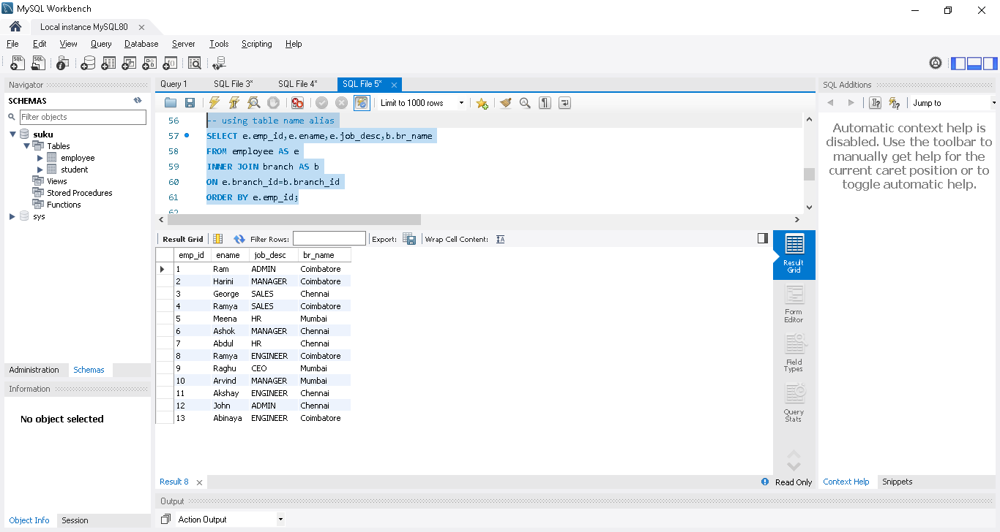 MySQL Workbench
Local instance MySQL80
File Edit View Query Database Server Tools Scripting Help
Navigator
SCHEMAS
Filter objects
suku
Tables
employee
student
Views
Stored Procedures
Functions
sys
Administration Schemas
Information
No object selected
Object Info Session
Query 1 SQL File 3* SQL File 4* SQL File 5*
Limit to 1000 rows
56 -- using table name alias
57 SELECT e.emp_id,e.ename,e.job_desc,b.br_name
58 FROM employee AS e
59 INNER JOIN branch AS b
60 ON e.branch_id=b.branch_id
61 ORDER BY e.emp_id;
62
Result Grid Filter Rows: Export: Wrap Cell Content:
emp_id ename job_desc br_name
1 Ram ADMIN Coimbatore
2 Harini MANAGER Coimbatore
3 George SALES Chennai
4 Ramya SALES Coimbatore
5 Meena HR Mumbai
6 Ashok MANAGER Chennai
7 Abdul HR Chennai
8 Ramya ENGINEER Coimbatore
9 Raghu CEO Mumbai
10 Arvind MANAGER Mumbai
11 Akshay ENGINEER Chennai
12 John ADMIN Chennai
13 Abinaya ENGINEER Coimbatore
Result
Grid
Form
Editor
Field
Types
Query
Stats
Result 8
Read Only
Output
Action Output
SQL Additions
Jump to
Automatic context help is
disabled. Use the toolbar to
manually get help for the
current caret position or to
toggle automatic help.
Context Help Snippets